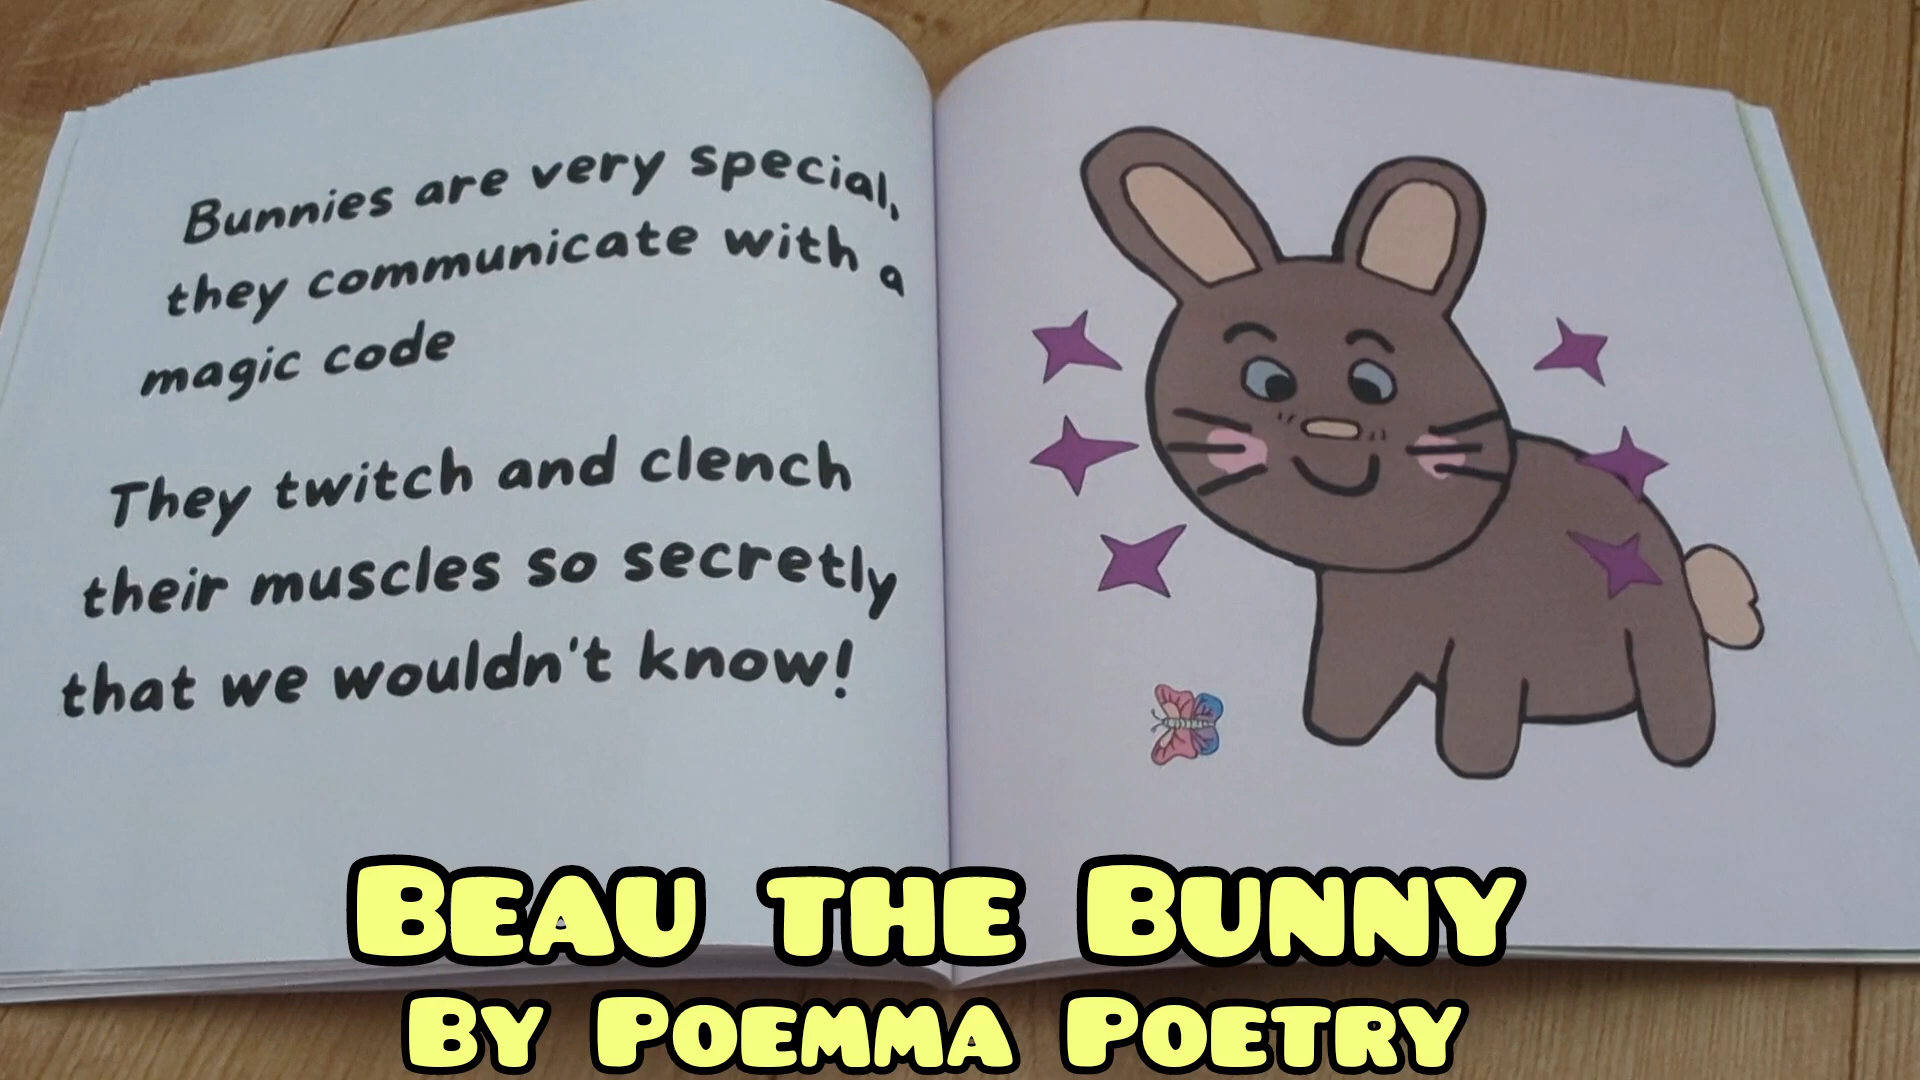 Bunnies are very special,
they communicate with a
magic code
They twitch and clench
their muscles so secretly
that we wouldn't know!
Beau the Bunny
By Poemma Poetry